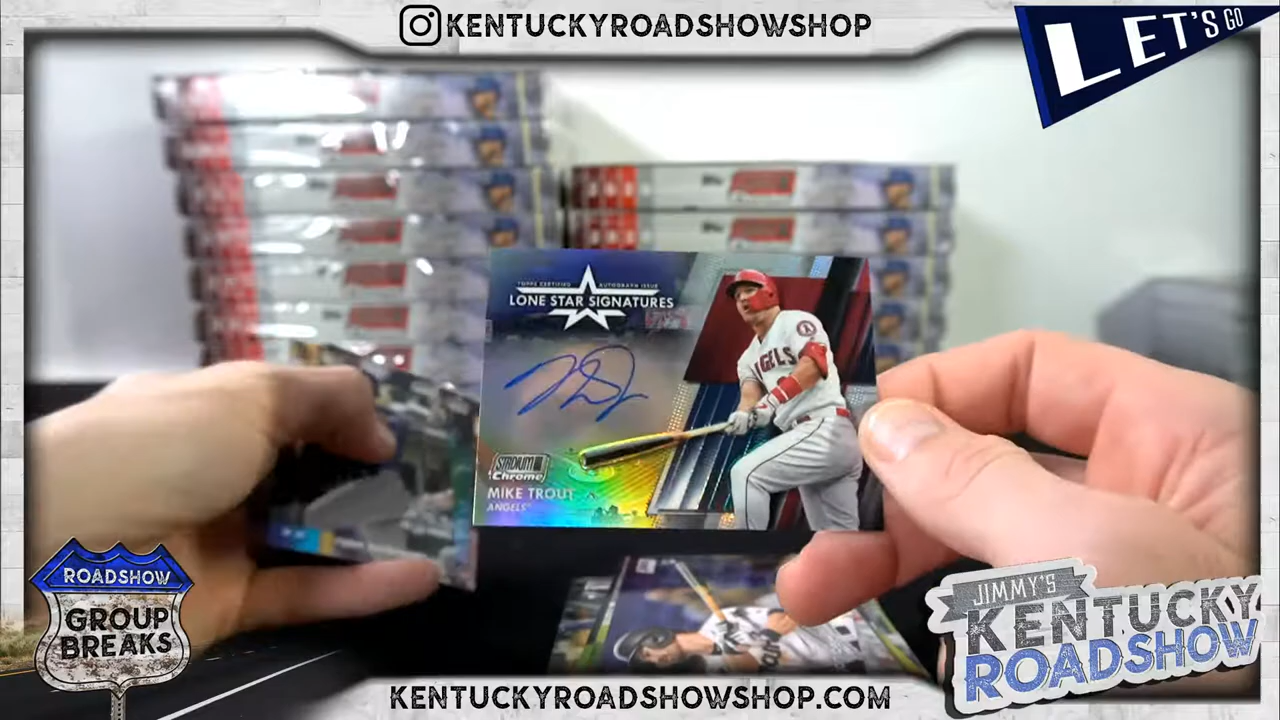 KENTUCKYROADSHOWSHOP
LET'S GO
TOPPS CERTIFIED AUTOGRAPH ISSUE
LONE STAR SIGNATURES
ANGELS
STADIUM
Chrome
MIKE TROUT
ANGELS
ROADSHOW
GROUP
BREAKS
JIMMY'S
KENTUCKY
ROADSHOW
KENTUCKYROADSHOWSHOP.COM